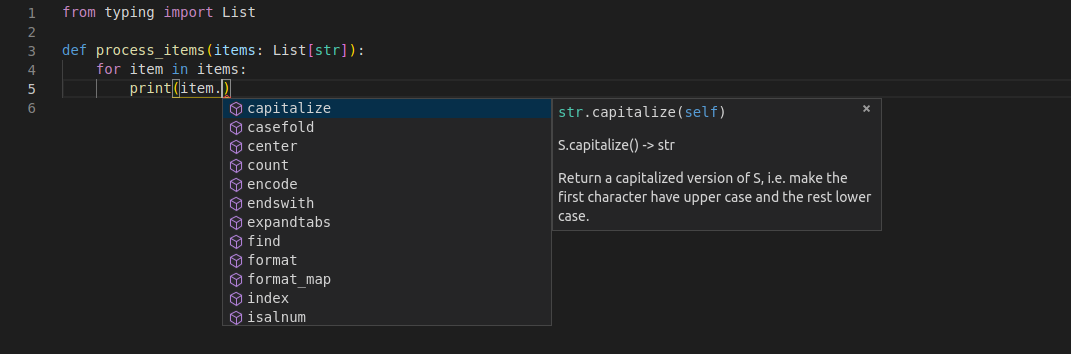 1 from typing import List
2
3 def process_items(items: List[str]):
4     for item in items:
5         print(item.)
6
capitalize
casefold
center
count
encode
endswith
expandtabs
find
format
format_map
index
isalnum
str.capitalize(self) ×
S.capitalize() -> str
Return a capitalized version of S, i.e. make the
first character have upper case and the rest lower
case.